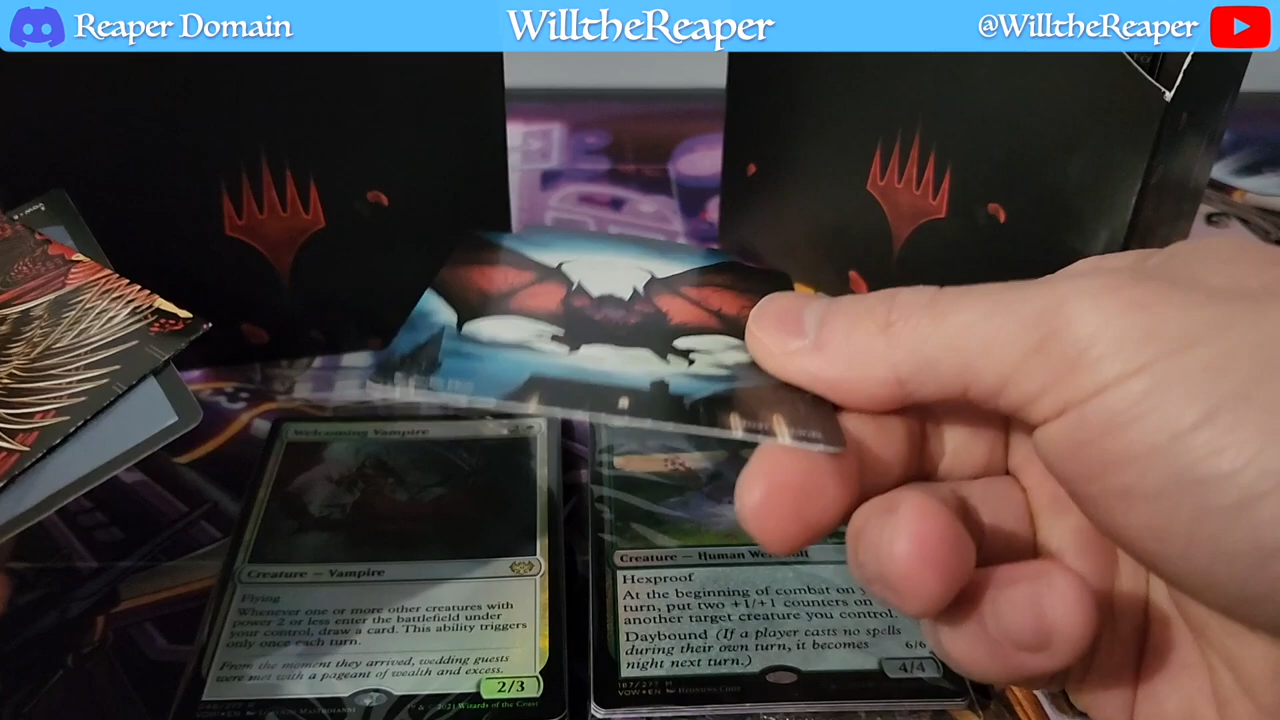 Reaper Domain
WilltheReaper
@WilltheReaper
Welcoming Vampire
Creature — Vampire
Flying
Whenever one or more other creatures with
power 2 or less enter the battlefield under
your control, draw a card. This ability triggers
only once each turn.
From the moment they arrived, wedding guests
were met with a pageant of wealth and excess.
2/3
VOW • EN
™ & © 2021 Wizards of the Coast
Creature — Human Werewolf
Hexproof
At the beginning of combat on
turn, put two +1/+1 counters on
another target creature you control.
Daybound (If a player casts no spells
during their own turn, it becomes
night next turn.)
6/6
4/4
187/277 M
VOW • EN